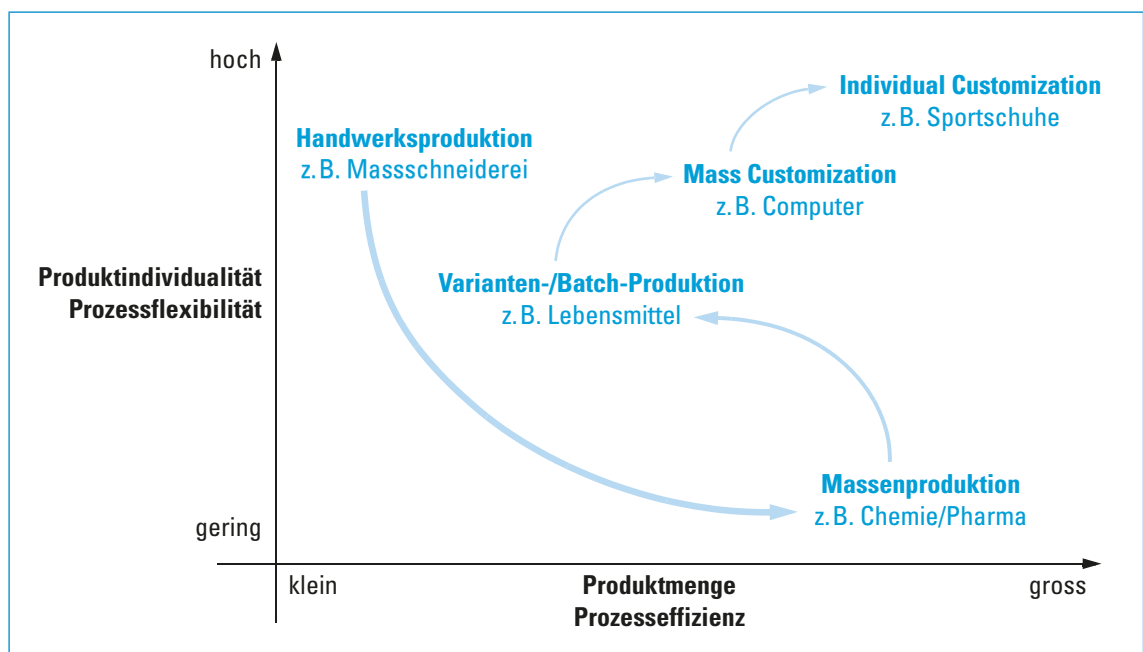 hoch
Individual Customization
z. B. Sportschuhe
Handwerksproduktion
z. B. Massschneiderei
Mass Customization
z. B. Computer
Produktindividualität
Prozessflexibilität
Varianten-/Batch-Produktion
z. B. Lebensmittel
Massenproduktion
z. B. Chemie/Pharma
gering
klein
Produktmenge
Prozesseffizienz
gross